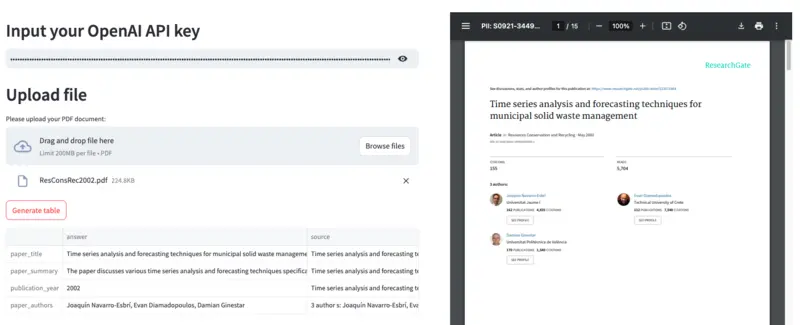 Input your OpenAI API key
Upload file
Please upload your PDF document:
Drag and drop file here
Limit 200MB per file • PDF
Browse files
ResConsRec2002.pdf 224.8KB
Generate table
answer source
paper_title Time series analysis and forecasting techniques for municipal solid waste manageme Time series analysis and forecasting te
paper_summary The paper discusses various time series analysis and forecasting techniques specifica Time series analysis and forecasting te
publication_year 2002 Time series analysis and forecasting te
paper_authors Joaquín Navarro-Esbrí, Evan Diamadopoulos, Damian Ginestar 3 author s: Joaquín Navarro-Esbrí, Eva
PII: S0921-3449... 1 / 15 100%
ResearchGate
See discussions, stats, and author profiles for this publication at:
Time series analysis and forecasting techniques for
municipal solid waste management
Article in Resources Conservation and Recycling · May 2002
CITATIONS
155
READS
5,704
3 authors:
Joaquín Navarro-Esbrí
Universitat Jaume I
SEE PROFILE
Evan Diamadopoulos
Technical University of Crete
SEE PROFILE
Damian Ginestar
Universitat Politècnica de València
SEE PROFILE